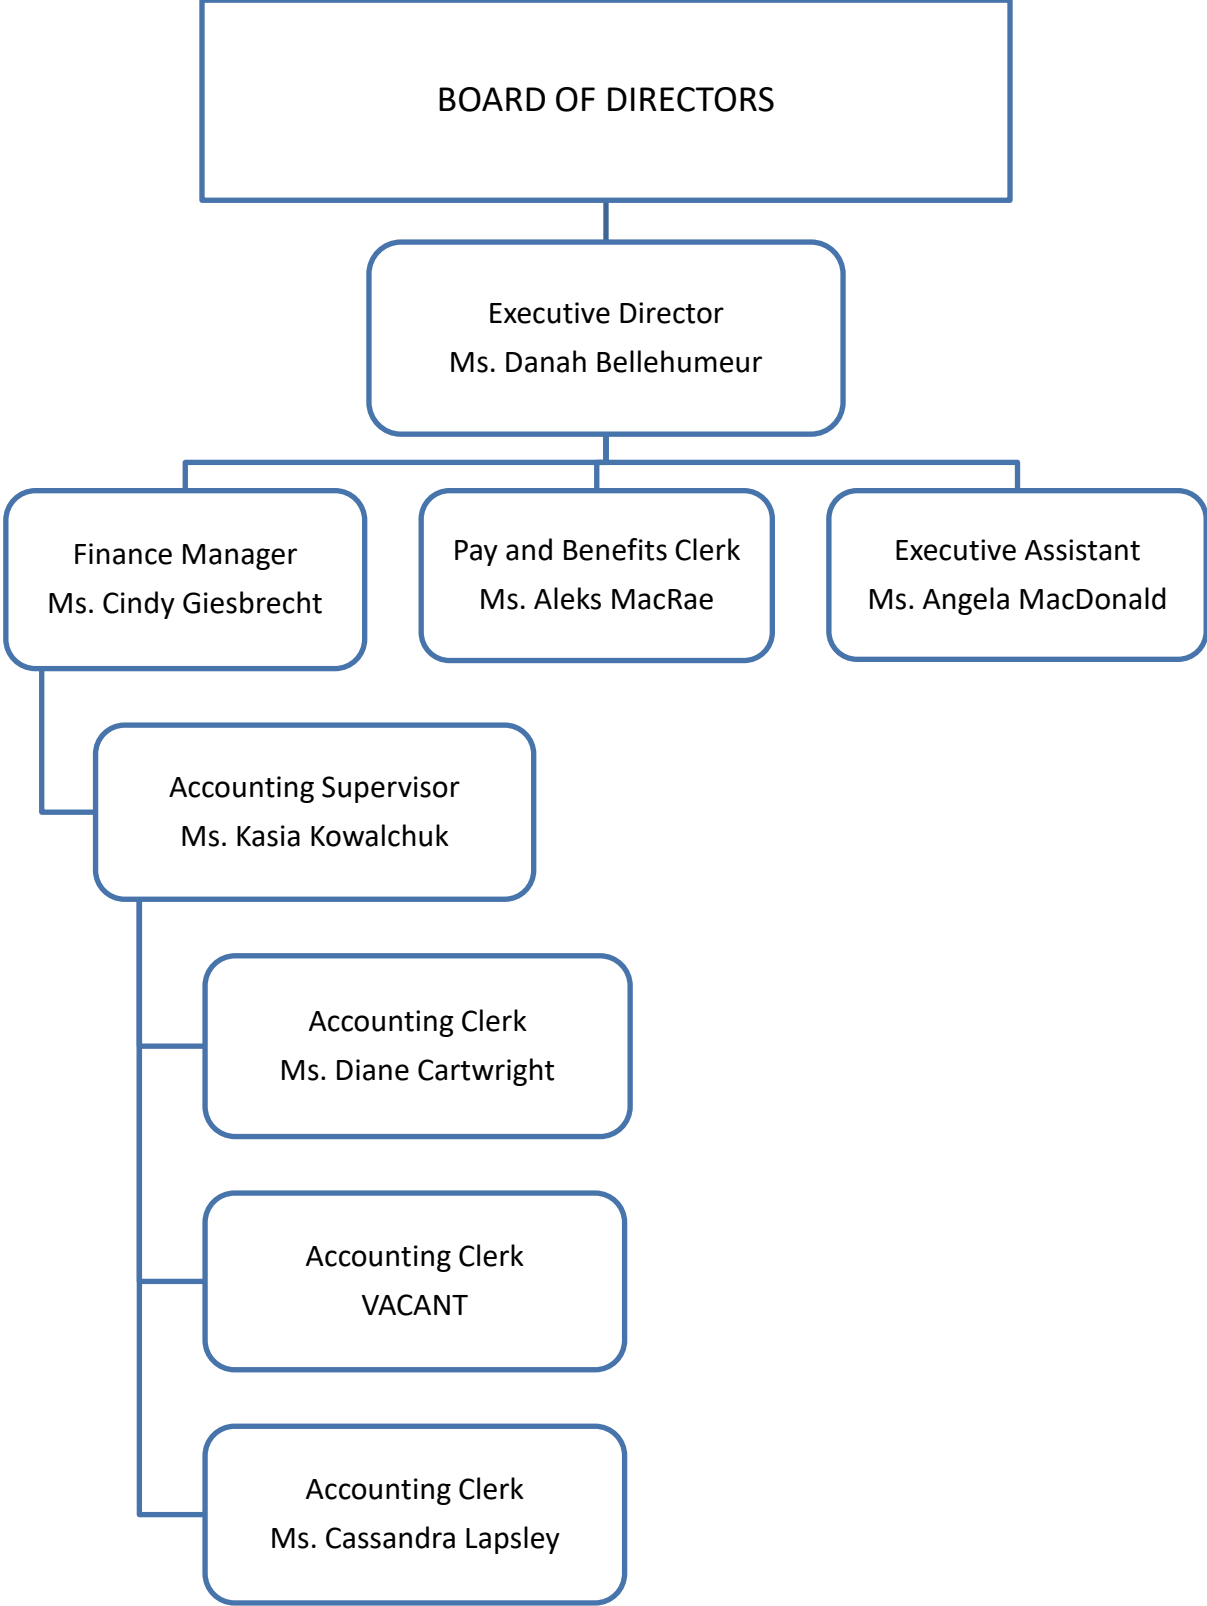 BOARD OF DIRECTORS
Executive Director
Ms. Danah Bellehumeur
Finance Manager
Ms. Cindy Giesbrecht
Pay and Benefits Clerk
Ms. Aleks MacRae
Executive Assistant
Ms. Angela MacDonald
Accounting Supervisor
Ms. Kasia Kowalchuk
Accounting Clerk
Ms. Diane Cartwright
Accounting Clerk
VACANT
Accounting Clerk
Ms. Cassandra Lapsley